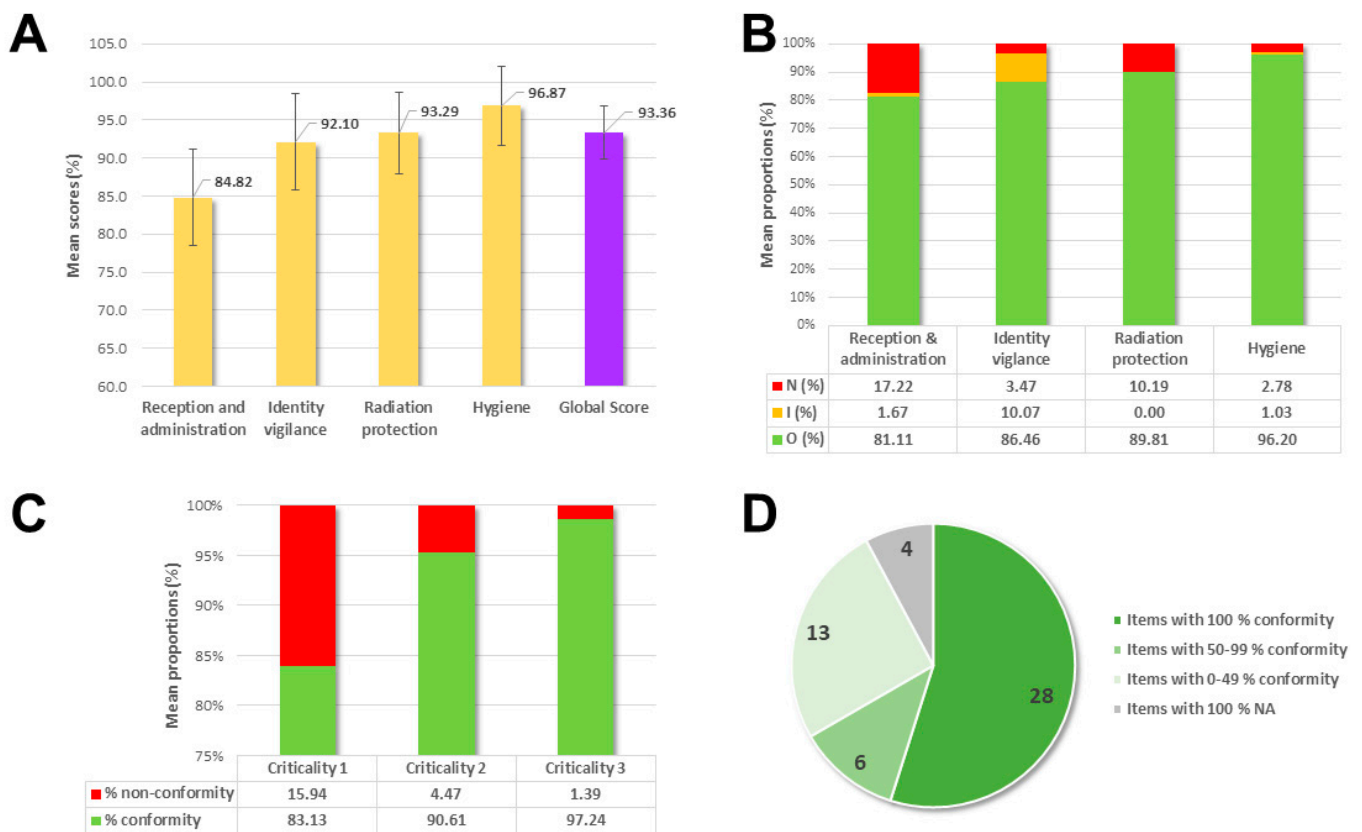 A
105.0
100.0
95.0
90.0
85.0
80.0
75.0
70.0
65.0
60.0
Mean scores (%)
84.82
92.10
93.29
96.87
93.36
Reception and administration
Identity vigilance
Radiation protection
Hygiene
Global Score
B
100%
90%
80%
70%
60%
50%
40%
30%
20%
10%
0%
Mean proportions (%)
Reception & administration
Identity viglance
Radiation protection
Hygiene
N (%) 17.22 3.47 10.19 2.78
I (%) 1.67 10.07 0.00 1.03
O (%) 81.11 86.46 89.81 96.20
C
100%
95%
90%
85%
80%
75%
Mean proportions (%)
Criticality 1 Criticality 2 Criticality 3
% non-conformity 15.94 4.47 1.39
% conformity 83.13 90.61 97.24
D
4
13
6
28
Items with 100 % conformity
Items with 50-99 % conformity
Items with 0-49 % conformity
Items with 100 % NA